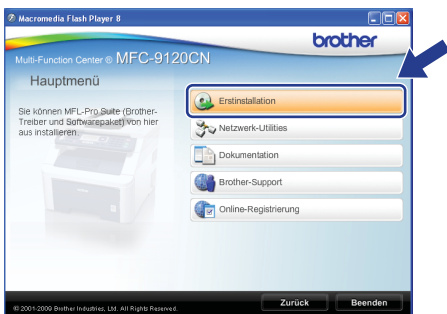 Macromedia Flash Player 8
brother
Multi-Function Center ® MFC-9120CN
Hauptmenü
Sie können MFL-Pro Suite (Brother-
Treiber und Softwarepaket) von hier
aus installieren.
Erstinstallation
Netzwerk-Utilities
Dokumentation
Brother-Support
Online-Registrierung
© 2001-2009 Brother Industries, Ltd. All Rights Reserved.
Zurück
Beenden